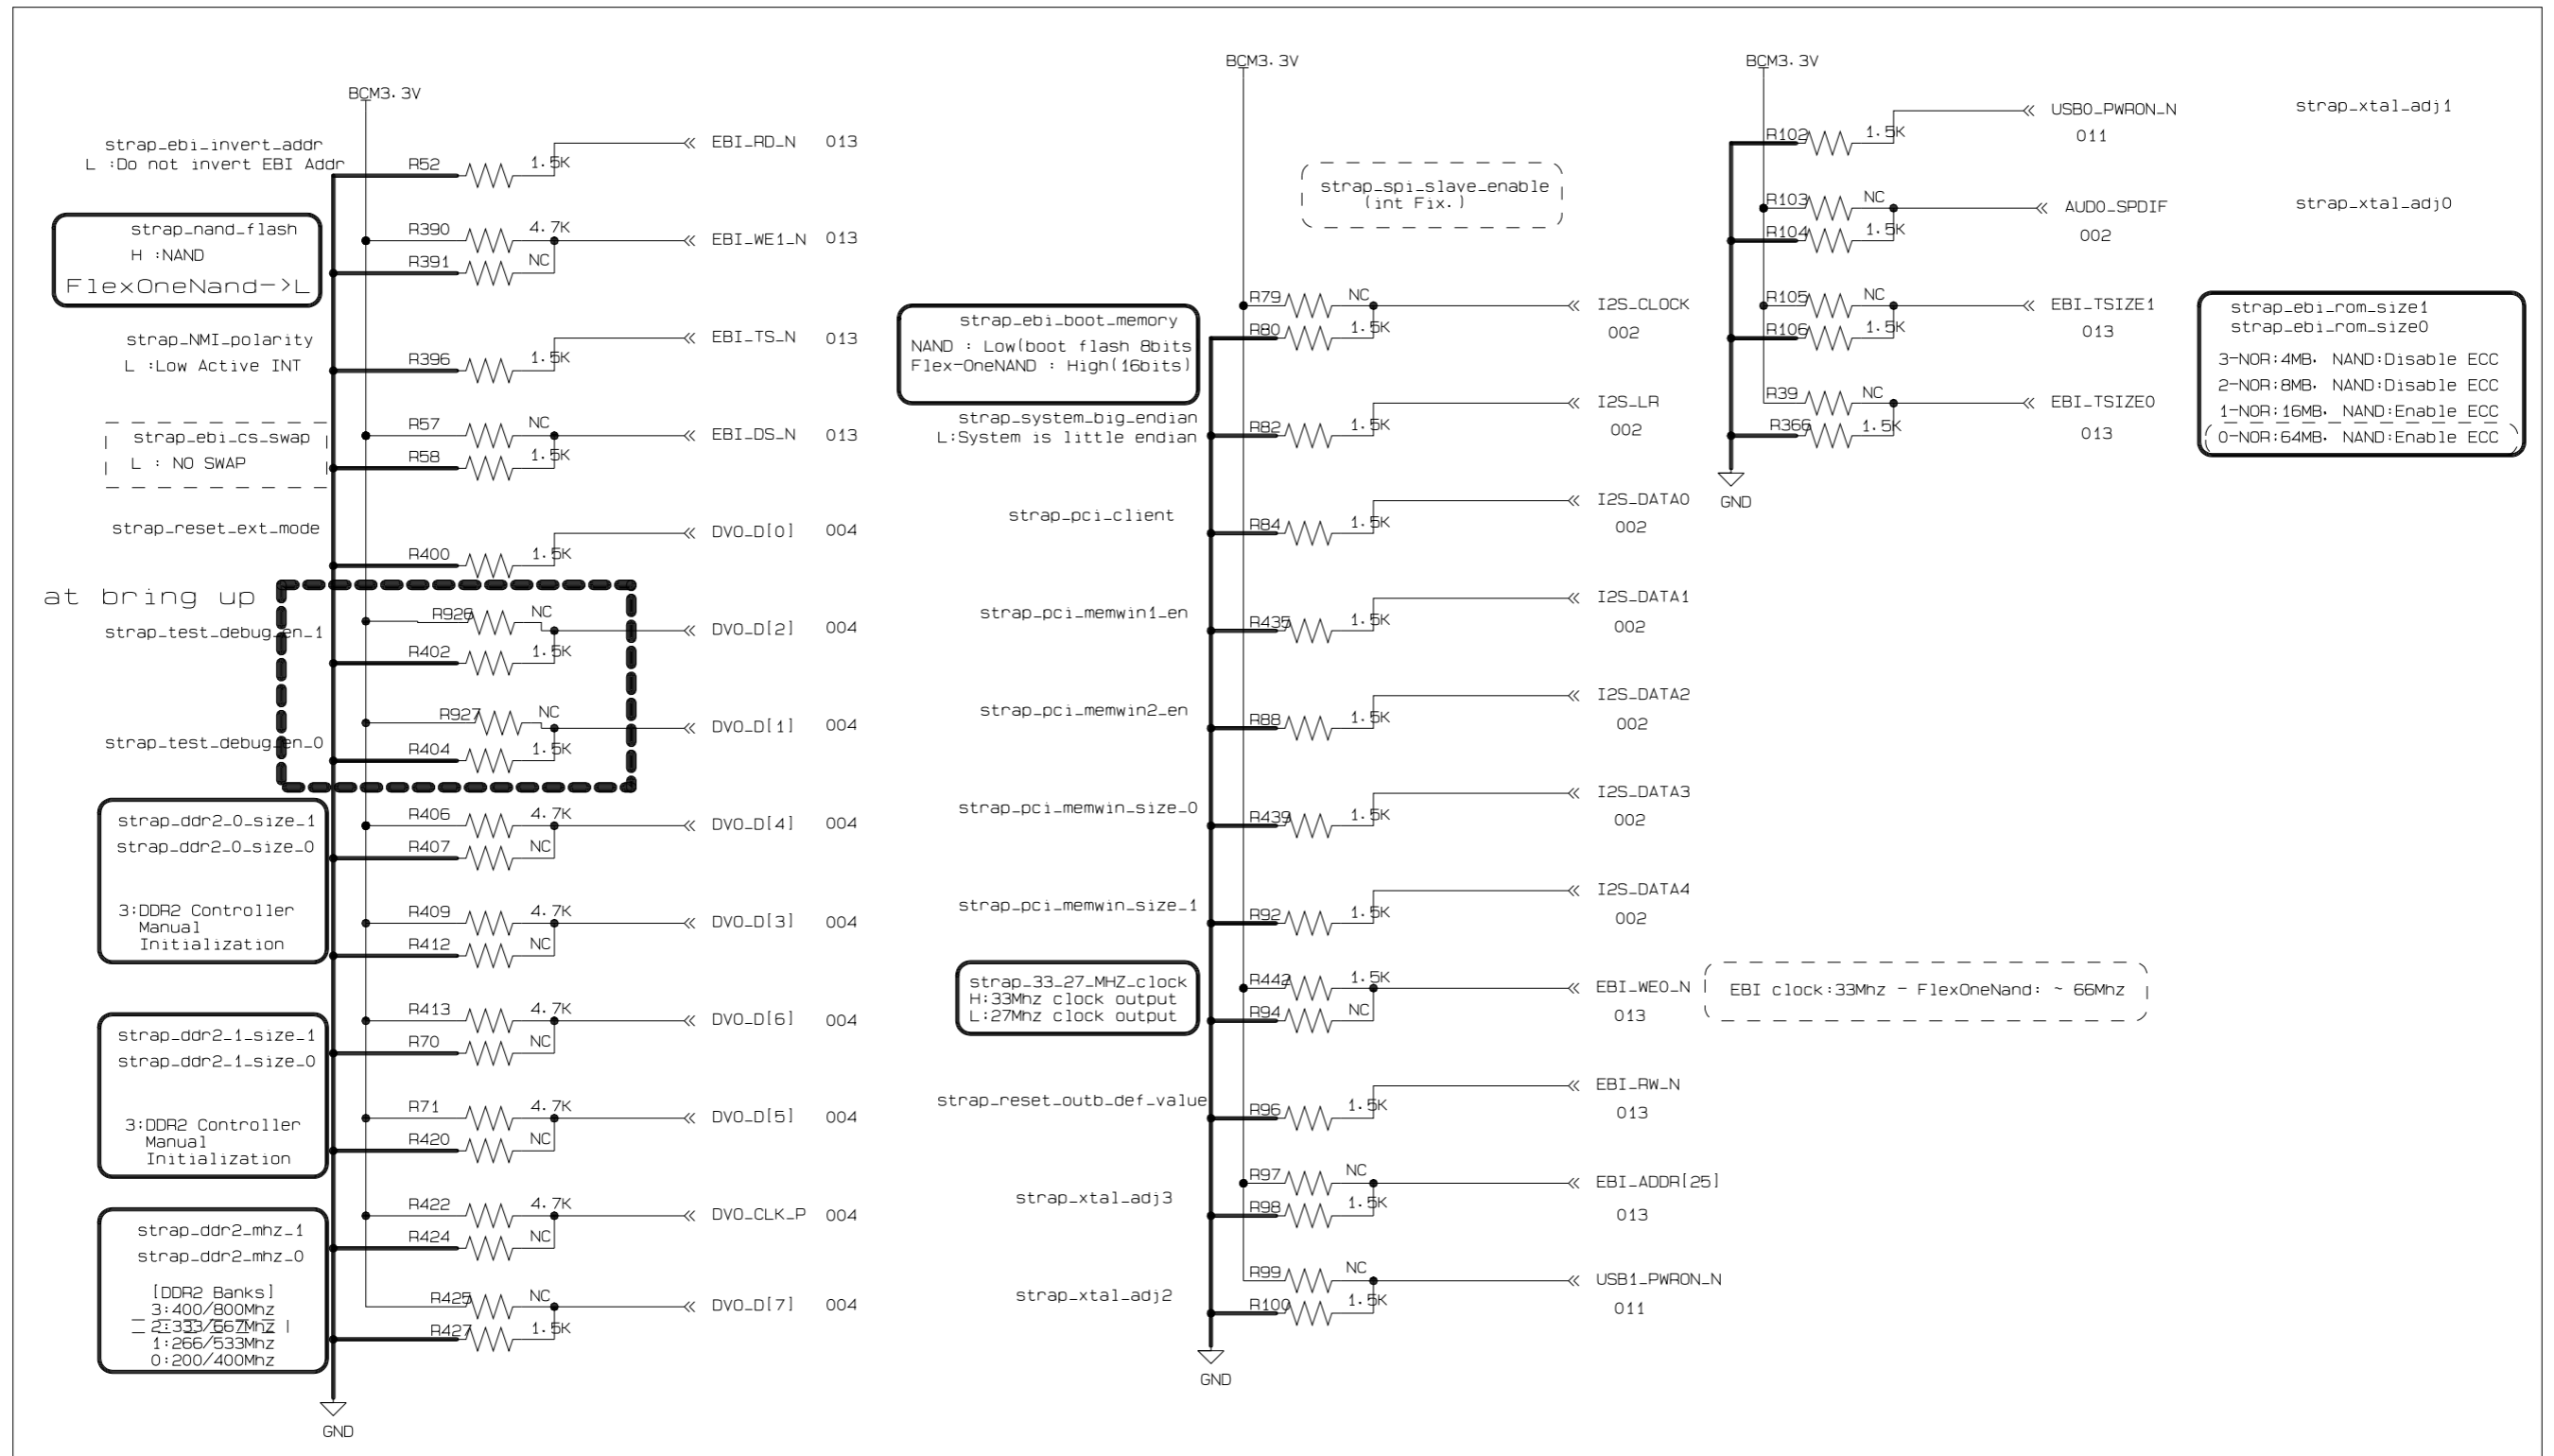 BCM3.3V
strap_ebi_invert_addr
L :Do not invert EBI Addr
R52
1.5K
EBI_RD_N 013
strap_nand_flash
H :NAND
FlexOneNand->L
R390
4.7K
R391
NC
EBI_WE1_N 013
strap_NMI_polarity
L :Low Active INT
R396
1.5K
EBI_TS_N 013
strap_ebi_cs_swap
L : NO SWAP
R57
NC
R58
1.5K
EBI_DS_N 013
strap_reset_ext_mode
R400
1.5K
DVO_D[0] 004
at bring up
strap_test_debug_en_1
R926
NC
R402
1.5K
DVO_D[2] 004
strap_test_debug_en_0
R927
NC
R404
1.5K
DVO_D[1] 004
strap_ddr2_0_size_1
strap_ddr2_0_size_0
3:DDR2 Controller
Manual
Initialization
R406
4.7K
R407
NC
DVO_D[4] 004
R409
4.7K
R412
NC
DVO_D[3] 004
strap_ddr2_1_size_1
strap_ddr2_1_size_0
3:DDR2 Controller
Manual
Initialization
R413
4.7K
R70
NC
DVO_D[6] 004
R71
4.7K
R420
NC
DVO_D[5] 004
strap_ddr2_mhz_1
strap_ddr2_mhz_0
[DDR2 Banks]
3:400/800Mhz
2:333/667Mhz
1:266/533Mhz
0:200/400Mhz
R422
4.7K
R424
NC
DVO_CLK_P 004
R425
NC
R427
1.5K
DVO_D[7] 004
GND
BCM3.3V
strap_spi_slave_enable
(int Fix.)
strap_ebi_boot_memory
NAND : Low(boot flash 8bits
Flex-OneNAND : High(16bits)
R79
NC
R80
1.5K
I2S_CLOCK
002
strap_system_big_endian
L:System is little endian
R82
1.5K
I2S_LR
002
strap_pci_client
R84
1.5K
I2S_DATA0
002
strap_pci_memwin1_en
R435
1.5K
I2S_DATA1
002
strap_pci_memwin2_en
R88
1.5K
I2S_DATA2
002
strap_pci_memwin_size_0
R439
1.5K
I2S_DATA3
002
strap_pci_memwin_size_1
R92
1.5K
I2S_DATA4
002
strap_33_27_MHZ_clock
H:33Mhz clock output
L:27Mhz clock output
R442
1.5K
R94
NC
EBI_WE0_N
013
EBI clock:33Mhz - FlexOneNand: ~ 66Mhz
strap_reset_outb_def_value
R96
1.5K
EBI_RW_N
013
strap_xtal_adj3
R97
NC
R98
1.5K
EBI_ADDR[25]
013
strap_xtal_adj2
R99
NC
R100
1.5K
USB1_PWRON_N
011
GND
BCM3.3V
R102
1.5K
USB0_PWRON_N
011
strap_xtal_adj1
R103
NC
R104
1.5K
AUD0_SPDIF
002
strap_xtal_adj0
R105
NC
R106
1.5K
EBI_TSIZE1
013
R39
NC
R366
1.5K
EBI_TSIZE0
013
strap_ebi_rom_size1
strap_ebi_rom_size0
3-NOR:4MB, NAND:Disable ECC
2-NOR:8MB, NAND:Disable ECC
1-NOR:16MB, NAND:Enable ECC
0-NOR:64MB, NAND:Enable ECC
GND